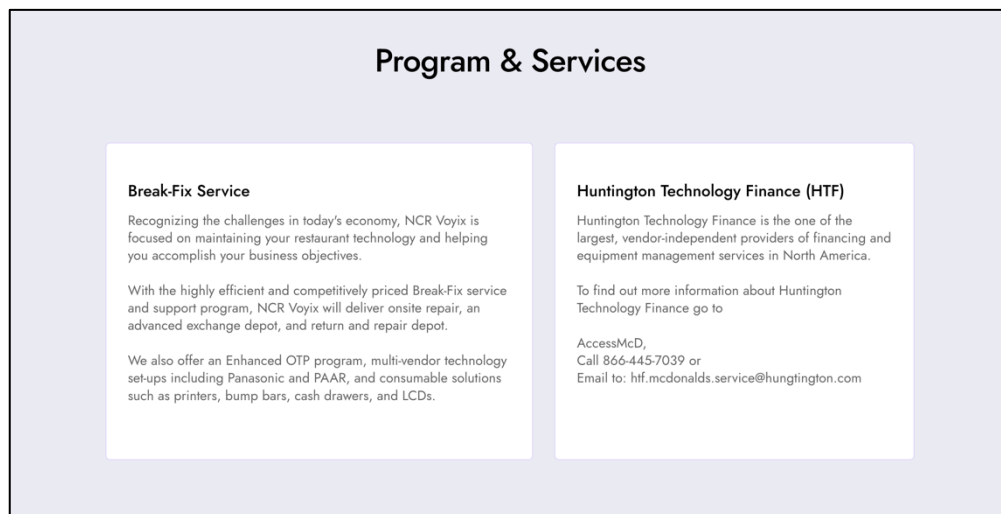 Program & Services
Break-Fix Service
Recognizing the challenges in today's economy, NCR Voyix is
focused on maintaining your restaurant technology and helping
you accomplish your business objectives.
With the highly efficient and competitively priced Break-Fix service
and support program, NCR Voyix will deliver onsite repair, an
advanced exchange depot, and return and repair depot.
We also offer an Enhanced OTP program, multi-vendor technology
set-ups including Panasonic and PAAR, and consumable solutions
such as printers, bump bars, cash drawers, and LCDs.
Huntington Technology Finance (HTF)
Huntington Technology Finance is the one of the
largest, vendor-independent providers of financing and
equipment management services in North America.
To find out more information about Huntington
Technology Finance go to
AccessMcD,
Call 866-445-7039 or
Email to: htf.mcdonalds.service@hungtington.com